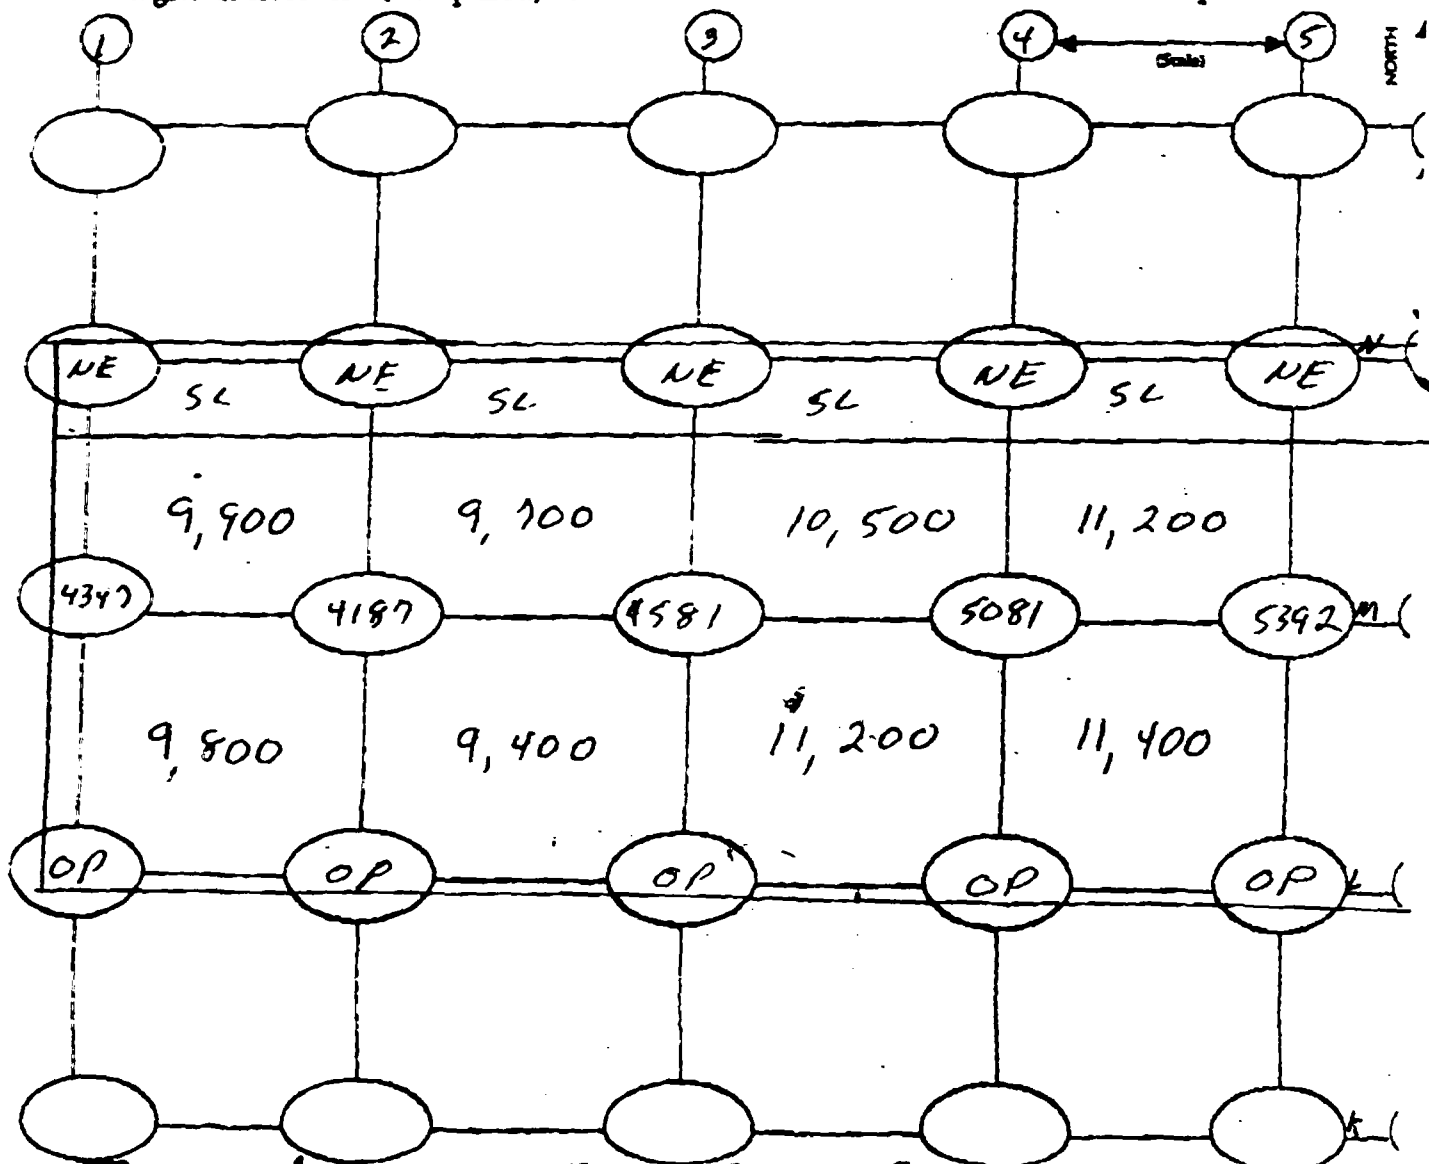 1 2 3 4 5
(Scale)
NORTH
NE NE NE NE NE N
SL SL SL SL
9,900 9,700 10,500 11,200
4347 4187 4581 5081 5392 M
9,800 9,400 11,200 11,400
OP OP OP OP OP L
K